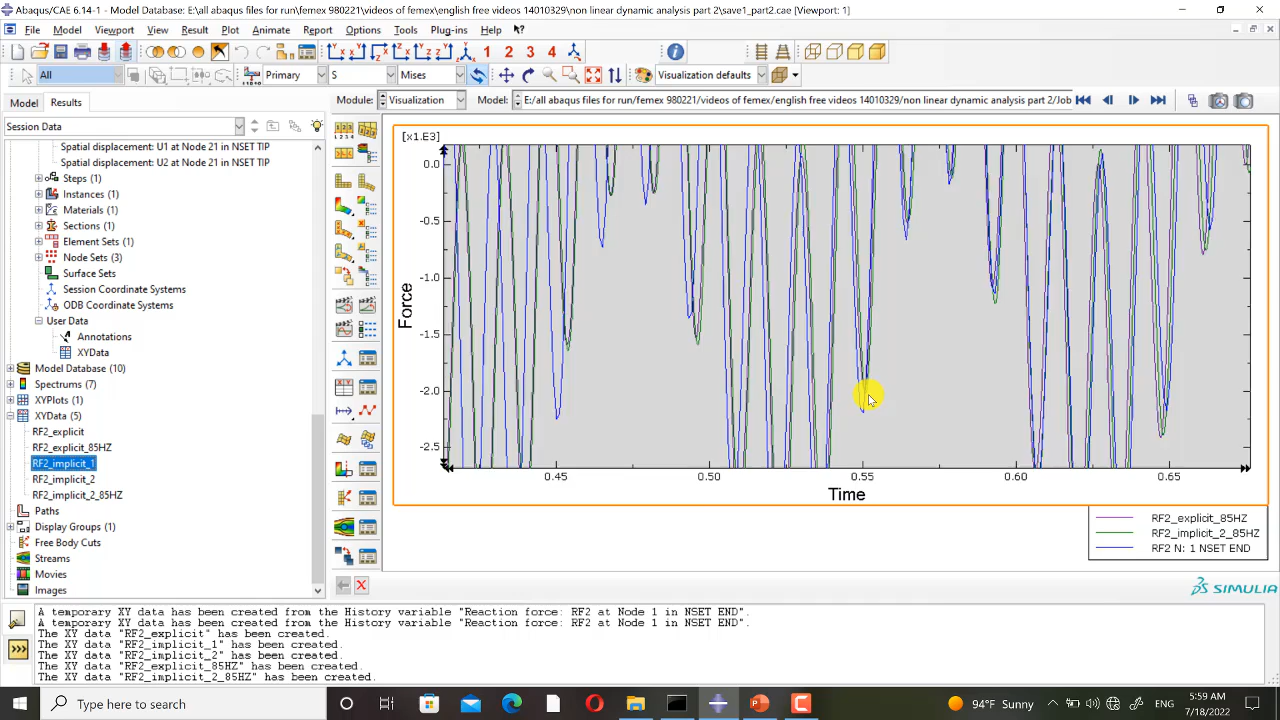 Abaqus/CAE 6.14-1 - Model Database: E:\all abaqus files for run\femex 980221\videos of femex\english free videos 14010329\non linear dynamic analysis part 2\save1_part2.cae [Viewport: 1]
File Model Viewport View Result Plot Animate Report Options Tools Plug-ins Help
1 2 3 4
All Primary S Mises Visualization defaults
Model Results Module: Visualization Model: E:/all abaqus files for run/femex 980221/videos of femex/english free videos 14010329/non linear dynamic analysis part 2/Job
Session Data
Spatial displacement: U1 at Node 21 in NSET TIP
Spatial displacement: U2 at Node 21 in NSET TIP
Steps (1)
Instances (1)
Materials (1)
Sections (1)
Element Sets (1)
Node Sets (3)
Surface Sets
Session Coordinate Systems
ODB Coordinate Systems
User Data
Annotations
XYData
Model Database (10)
Spectrums (7)
XYPlots (1)
XYData (5)
RF2_explicit
RF2_explicit_85HZ
RF2_implicit_1
RF2_implicit_2
RF2_implicit_2_85HZ
Paths
Display Groups (1)
Free Body Cuts
Streams
Movies
Images
[x1.E3]
0.0
-0.5
-1.0
-1.5
-2.0
-2.5
Force
0.45 0.50 0.55 0.60 0.65
Time
RF2_explicit_85HZ
RF2_implicit_2_85HZ
RF2 N: 1 NSET END
SIMULIA
A temporary XY data has been created from the History variable "Reaction force: RF2 at Node 1 in NSET END".
A temporary XY data has been created from the History variable "Reaction force: RF2 at Node 1 in NSET END".
The XY data "RF2_explicit" has been created.
The XY data "RF2_implicit_1" has been created.
The XY data "RF2_implicit_2" has been created.
The XY data "RF2_explicit_85HZ" has been created.
The XY data "RF2_implicit_2_85HZ" has been created.
Type here to search
94°F Sunny
ENG
5:59 AM
7/18/2022